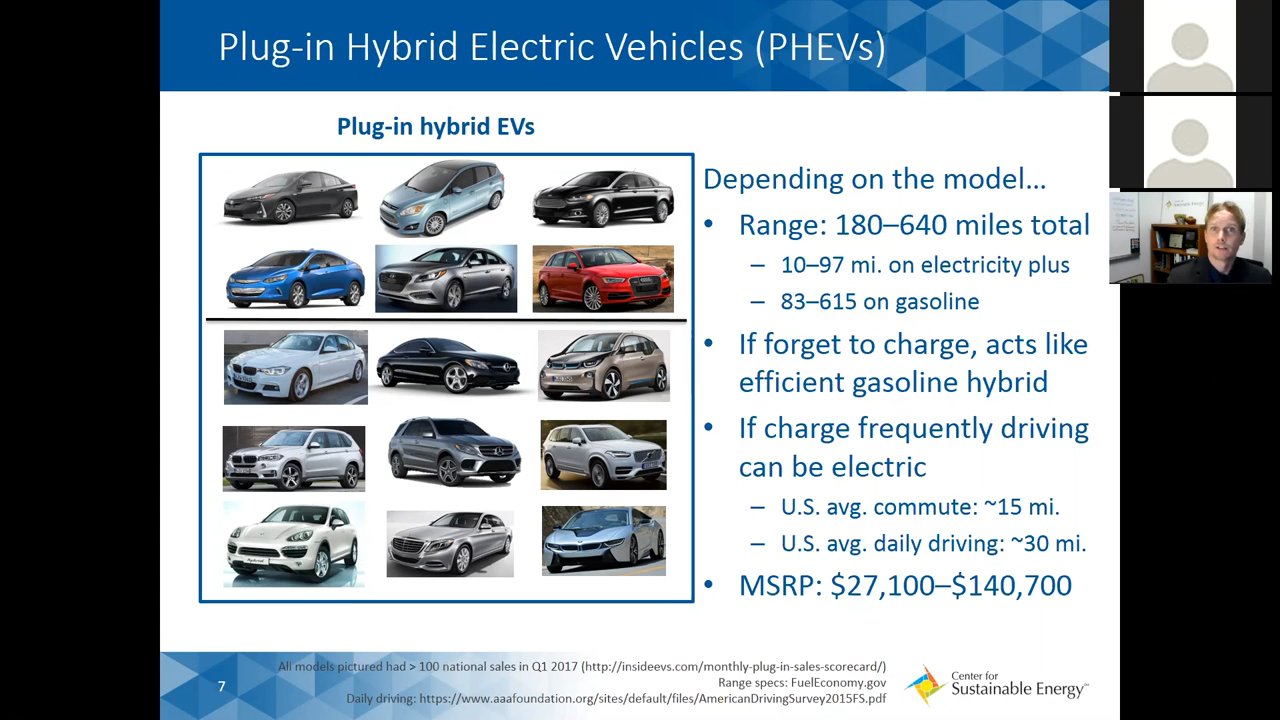 Plug-in Hybrid Electric Vehicles (PHEVs)
Plug-in hybrid EVs
Depending on the model…
• Range: 180–640 miles total
– 10–97 mi. on electricity plus
– 83–615 on gasoline
• If forget to charge, acts like
efficient gasoline hybrid
• If charge frequently driving
can be electric
– U.S. avg. commute: ~15 mi.
– U.S. avg. daily driving: ~30 mi.
• MSRP: $27,100–$140,700
All models pictured had > 100 national sales in Q1 2017 (http://insideevs.com/monthly-plug-in-sales-scorecard/)
Range specs: FuelEconomy.gov
Daily driving: https://www.aaafoundation.org/sites/default/files/AmericanDrivingSurvey2015FS.pdf
7
Center for
Sustainable Energy™